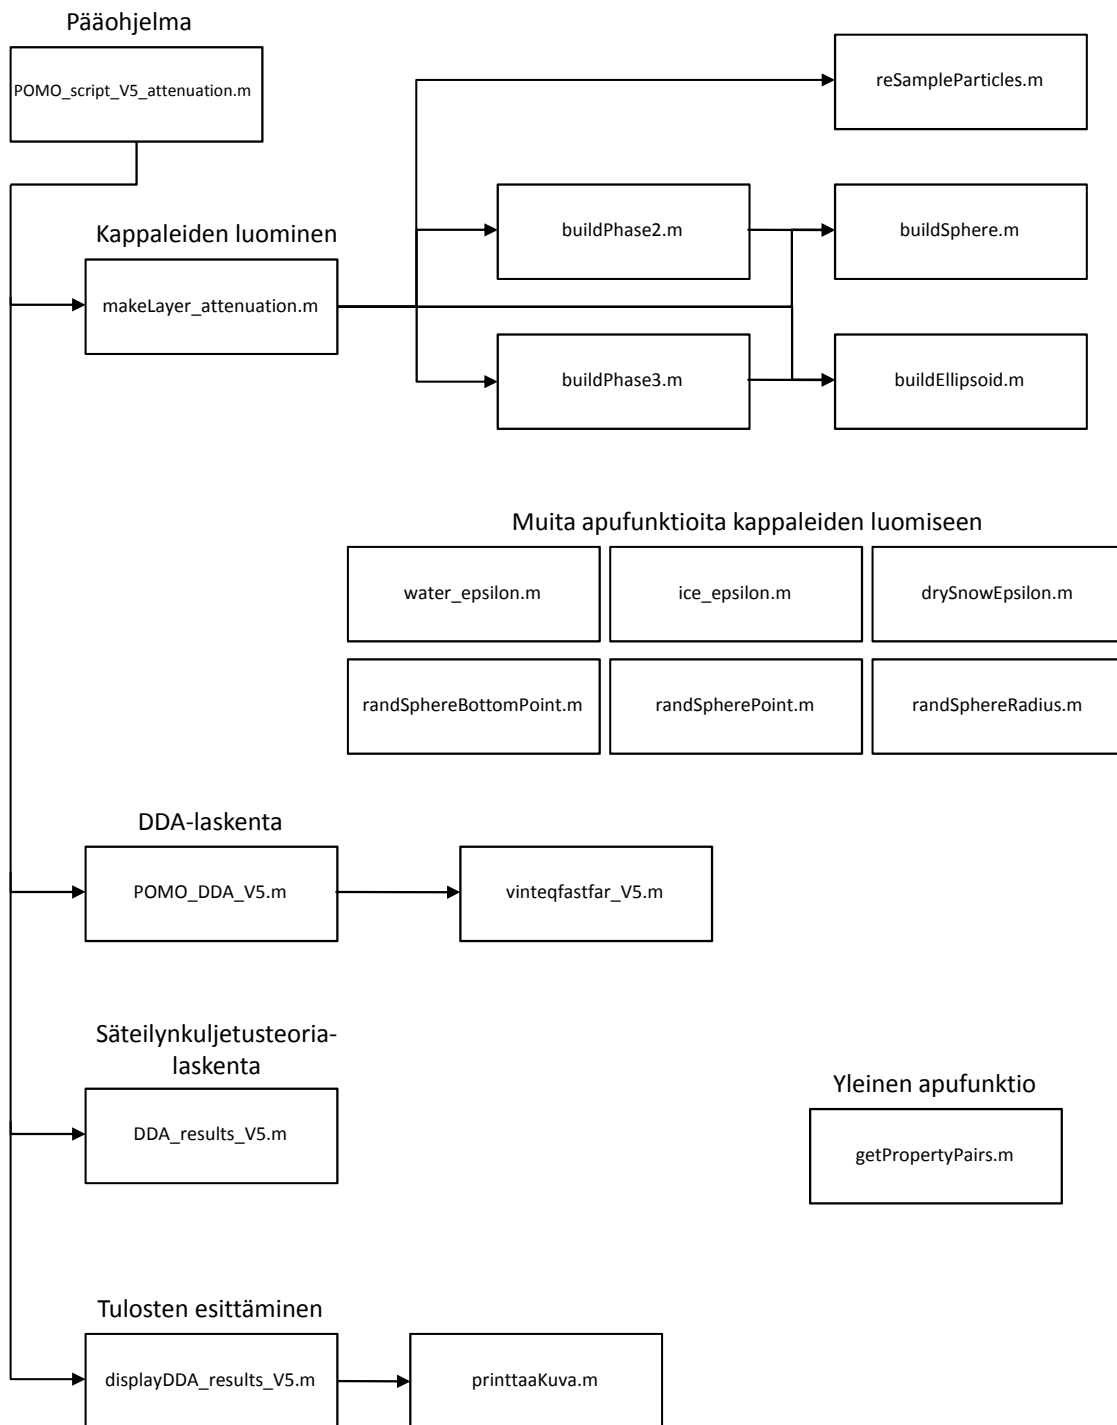 Pääohjelma
POMO_script_V5_attenuation.m
reSampleParticles.m
buildPhase2.m
buildSphere.m
Kappaleiden luominen
makeLayer_attenuation.m
buildPhase3.m
buildEllipsoid.m
Muita apufunktioita kappaleiden luomiseen
water_epsilon.m
ice_epsilon.m
drySnowEpsilon.m
randSphereBottomPoint.m
randSpherePoint.m
randSphereRadius.m
DDA-laskenta
POMO_DDA_V5.m
vinteqfastfar_V5.m
Säteilynkuljetusteoria-
laskenta
DDA_results_V5.m
Yleinen apufunktio
getPropertyPairs.m
Tulosten esittäminen
displayDDA_results_V5.m
printtaaKuva.m